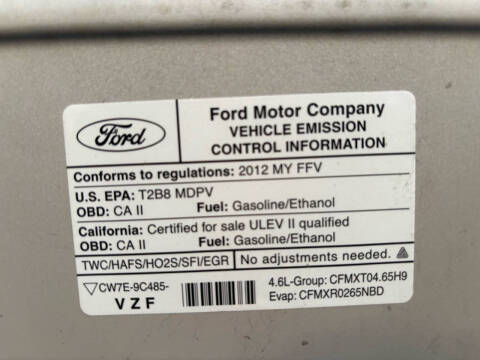 Ford
Ford Motor Company
VEHICLE EMISSION
CONTROL INFORMATION
Conforms to regulations: 2012 MY FFV
U.S. EPA: T2B8 MDPV
OBD: CA II Fuel: Gasoline/Ethanol
California: Certified for sale ULEV II qualified
OBD: CA II Fuel: Gasoline/Ethanol
TWC/HAFS/HO2S/SFI/EGR No adjustments needed.
CW7E-9C485- 4.6L-Group: CFMXT04.65H9
VZF Evap: CFMXR0265NBD